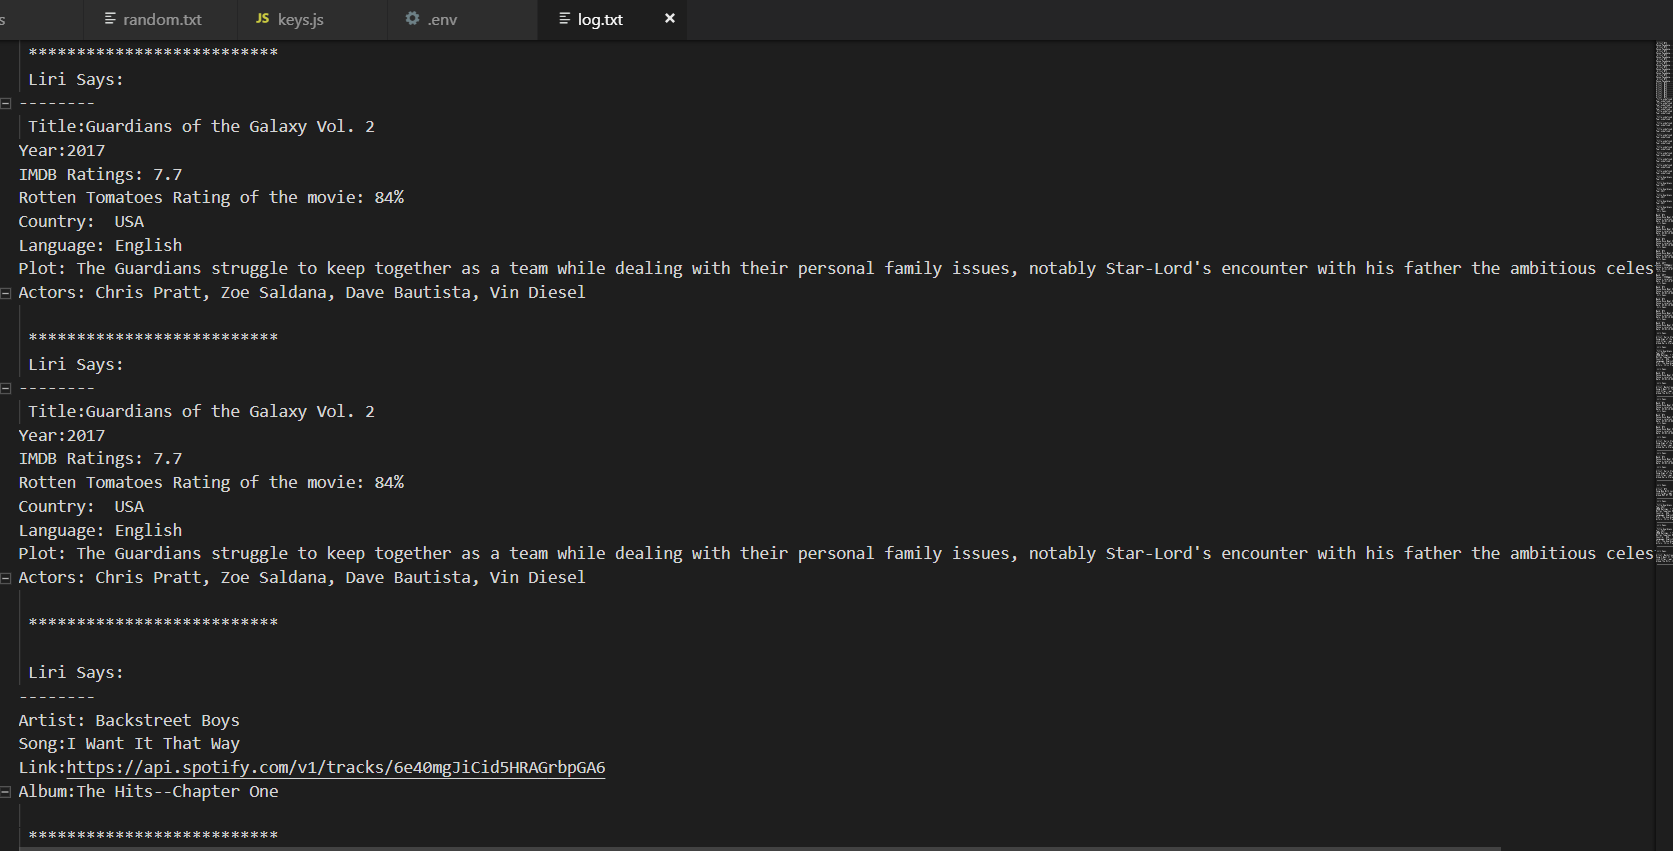 s random.txt JS keys.js .env log.txt
**************************
Liri Says:
--------
Title:Guardians of the Galaxy Vol. 2
Year:2017
IMDB Ratings: 7.7
Rotten Tomatoes Rating of the movie: 84%
Country:  USA
Language: English
Plot: The Guardians struggle to keep together as a team while dealing with their personal family issues, notably Star-Lord's encounter with his father the ambitious celes
Actors: Chris Pratt, Zoe Saldana, Dave Bautista, Vin Diesel
**************************
Liri Says:
--------
Title:Guardians of the Galaxy Vol. 2
Year:2017
IMDB Ratings: 7.7
Rotten Tomatoes Rating of the movie: 84%
Country:  USA
Language: English
Plot: The Guardians struggle to keep together as a team while dealing with their personal family issues, notably Star-Lord's encounter with his father the ambitious celes
Actors: Chris Pratt, Zoe Saldana, Dave Bautista, Vin Diesel
**************************
Liri Says:
--------
Artist: Backstreet Boys
Song:I Want It That Way
Link:https://api.spotify.com/v1/tracks/6e40mgJiCid5HRAGrbpGA6
Album:The Hits--Chapter One
**************************